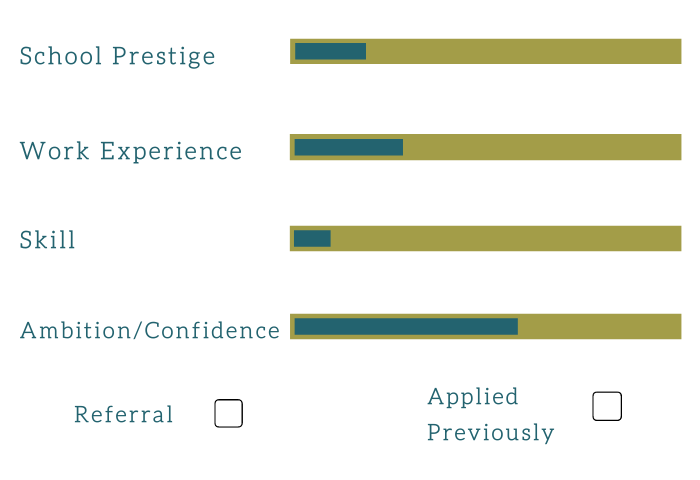 School Prestige
Work Experience
Skill
Ambition/Confidence
Referral
Applied
Previously